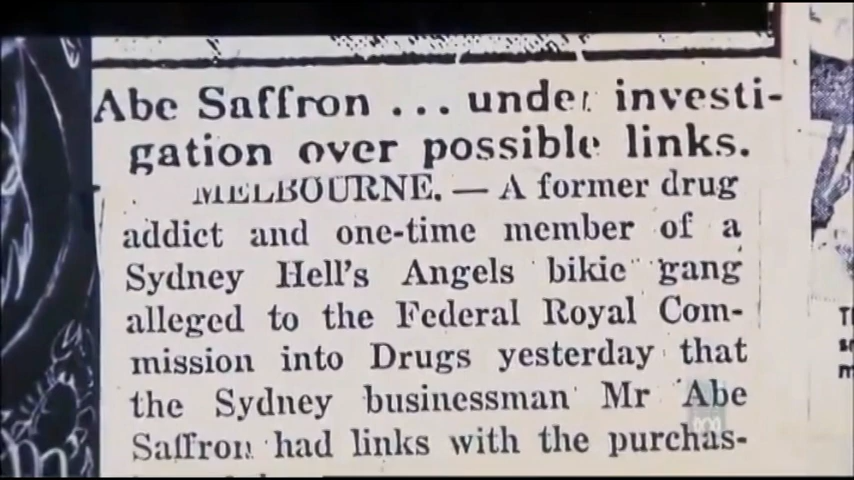 Abe Saffron ... under investi-
gation over possible links.
MELBOURNE. — A former drug
addict and one-time member of a
Sydney Hell's Angels bikie gang
alleged to the Federal Royal Com-
mission into Drugs yesterday that
the Sydney businessman Mr Abe
Saffron had links with the purchas-